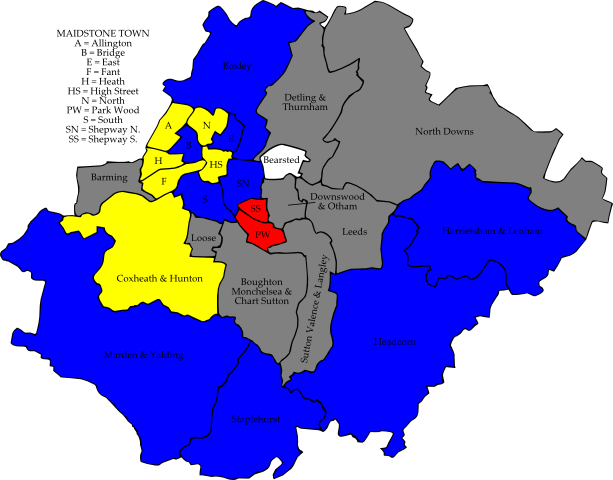 MAIDSTONE TOWN
A = Allington
B = Bridge
E = East
F = Fant
H = Heath
HS = High Street
N = North
PW = Park Wood
S = South
SN = Shepway N.
SS = Shepway S.
Boxley
Detling &
Thurnham
North Downs
A
N
B
E
H
HS
Bearsted
Barming
F
SN
S
SS
Downswood
& Otham
PW
Leeds
Loose
Harrietsham & Lenham
Coxheath & Hunton
Boughton
Monchelsea &
Chart Sutton
Sutton Valence & Langley
Headcorn
Marden & Yalding
Staplehurst